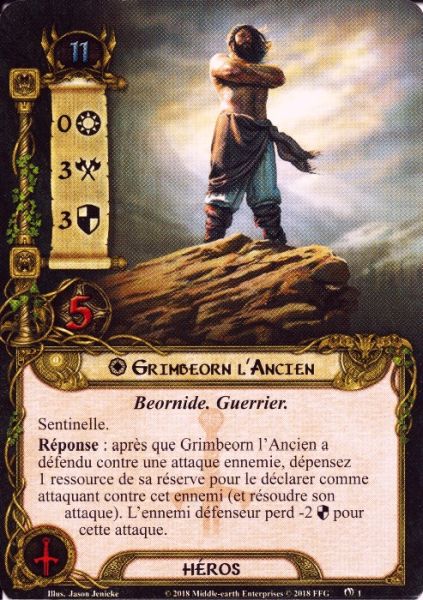 11
0
3
3
5
Grimbeorn l'Ancien
Beornide. Guerrier.
Sentinelle.
Réponse : après que Grimbeorn l'Ancien a
défendu contre une attaque ennemie, dépensez
1 ressource de sa réserve pour le déclarer comme
attaquant contre cet ennemi (et résoudre son
attaque). L'ennemi défenseur perd -2 pour
cette attaque.
HÉROS
Illus. Jason Jenicke © 2018 Middle-earth Enterprises © 2018 FFG 1